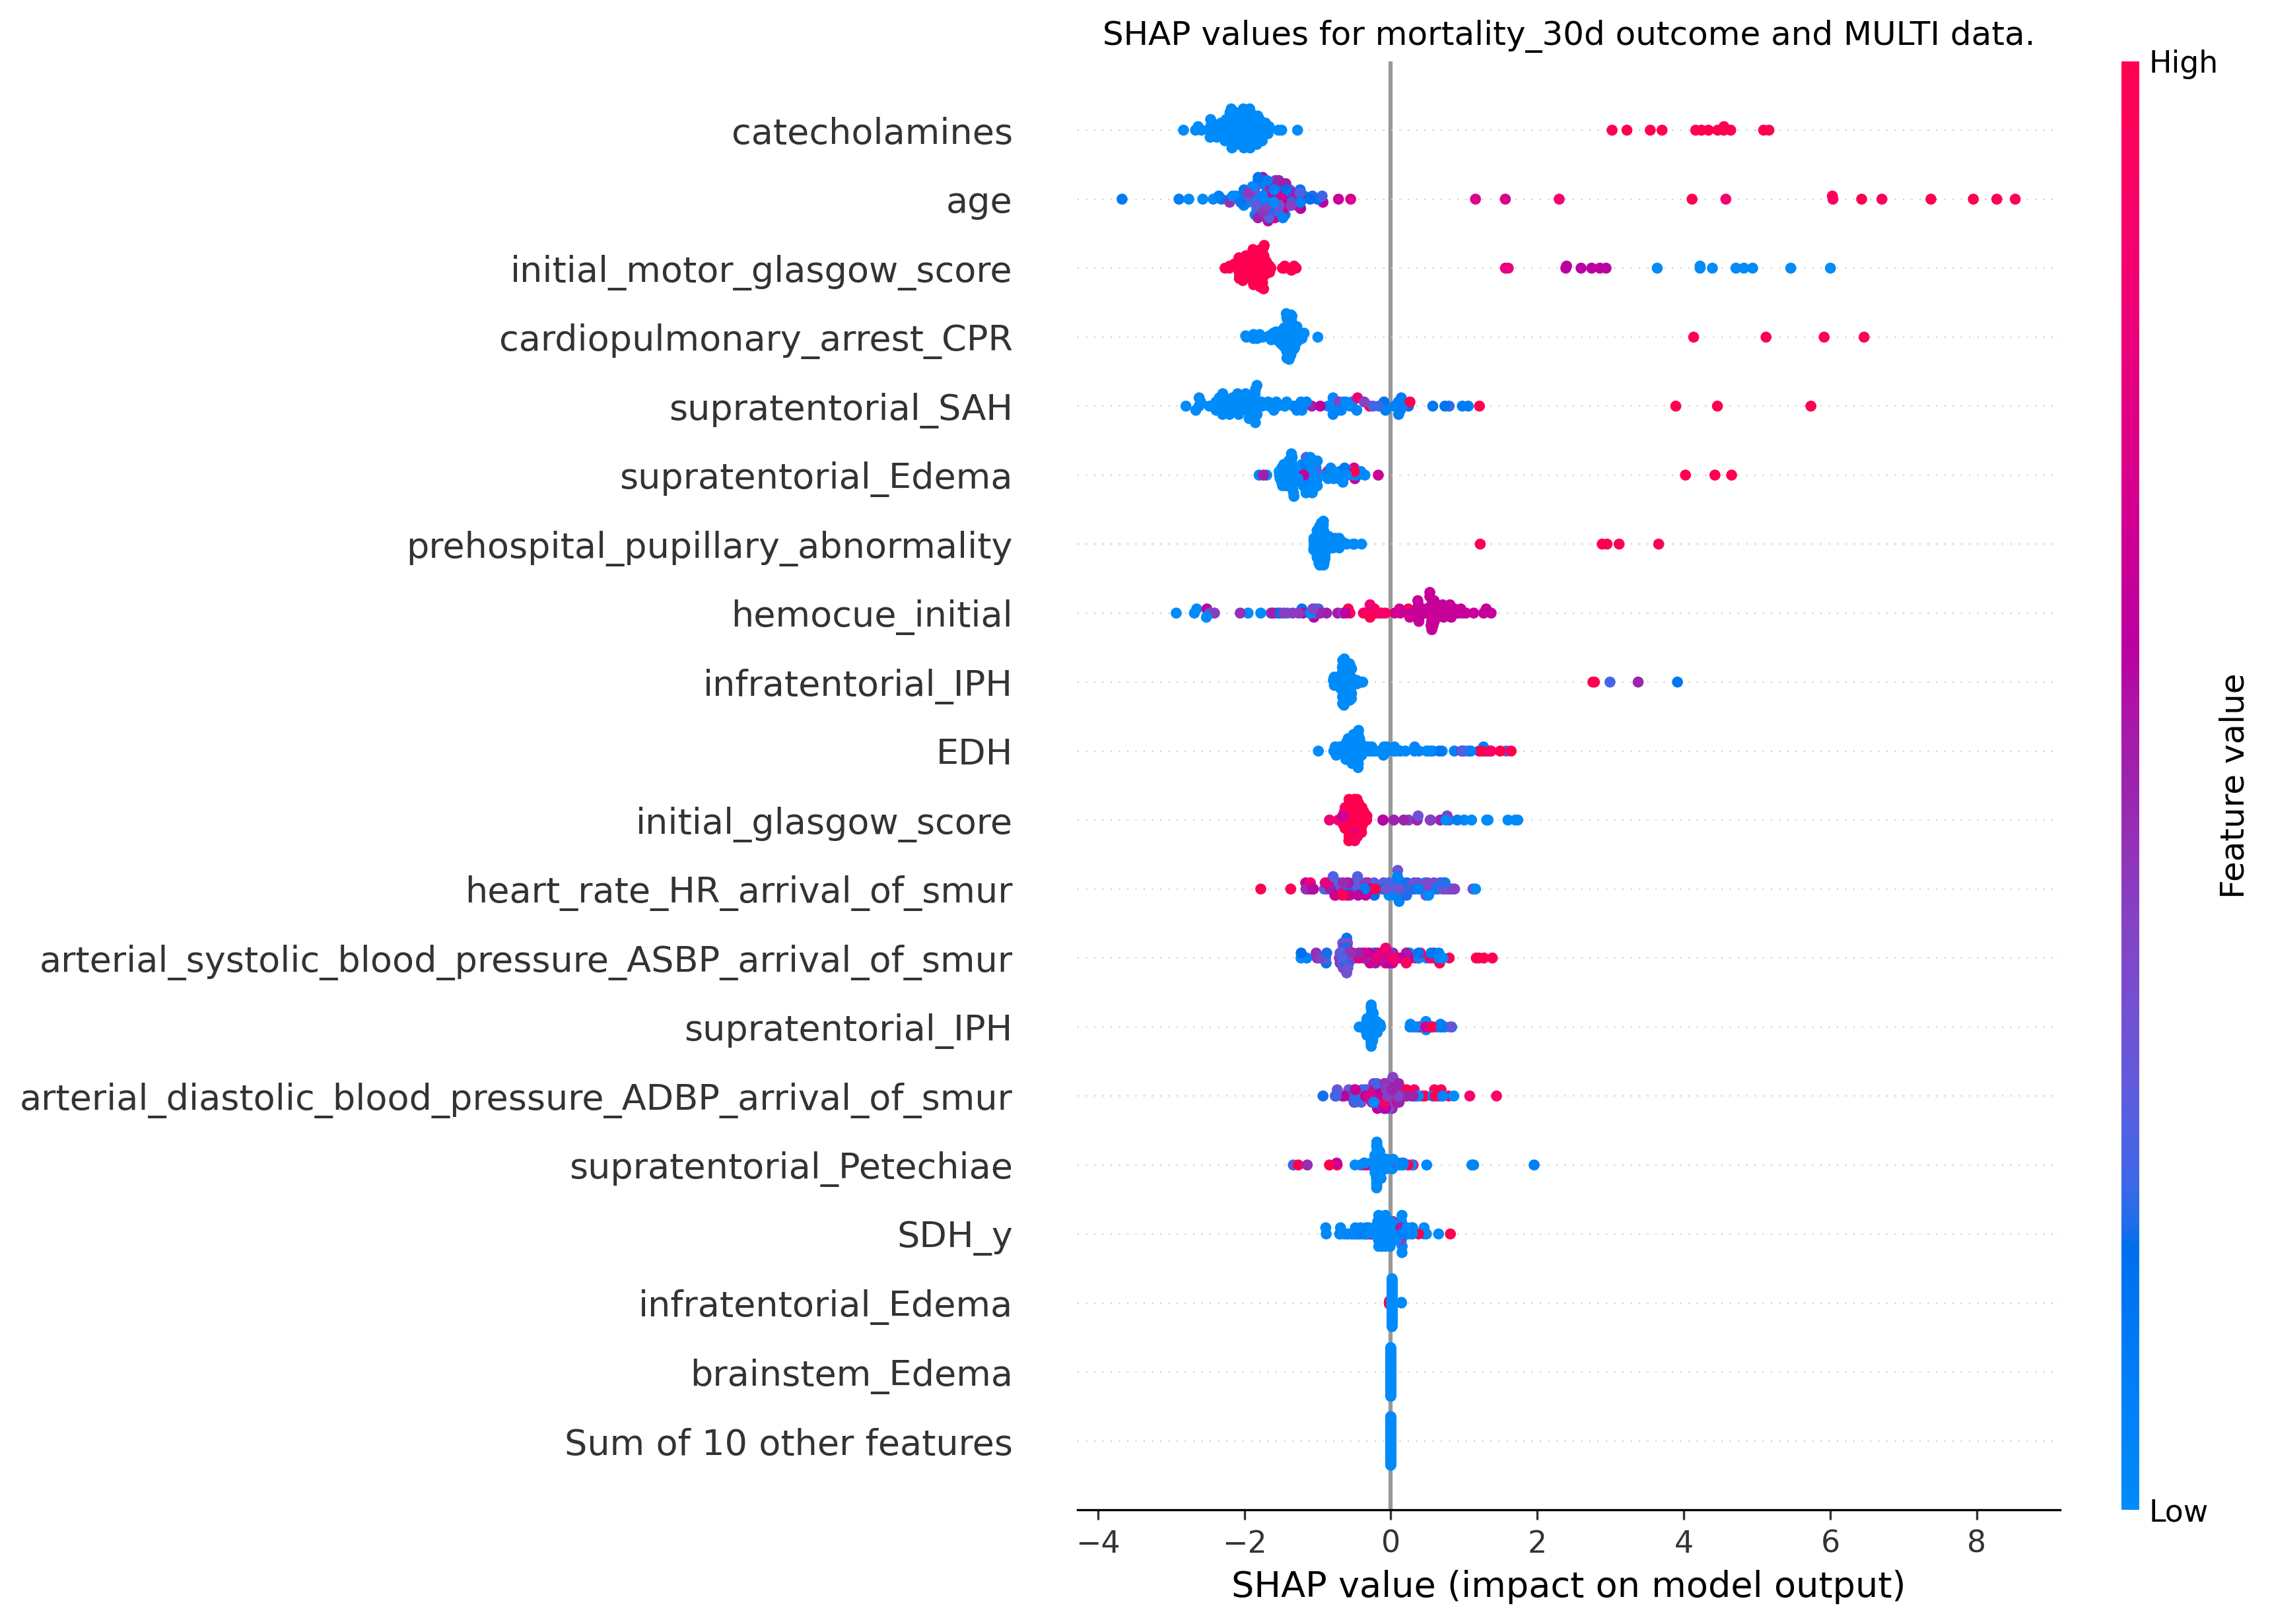 SHAP values for mortality_30d outcome and MULTI data.
High
catecholamines
age
initial_motor_glasgow_score
cardiopulmonary_arrest_CPR
supratentorial_SAH
supratentorial_Edema
prehospital_pupillary_abnormality
hemocue_initial
infratentorial_IPH
EDH
initial_glasgow_score
heart_rate_HR_arrival_of_smur
arterial_systolic_blood_pressure_ASBP_arrival_of_smur
supratentorial_IPH
arterial_diastolic_blood_pressure_ADBP_arrival_of_smur
supratentorial_Petechiae
SDH_y
infratentorial_Edema
brainstem_Edema
Sum of 10 other features
Feature value
Low
−4 −2 0 2 4 6 8
SHAP value (impact on model output)